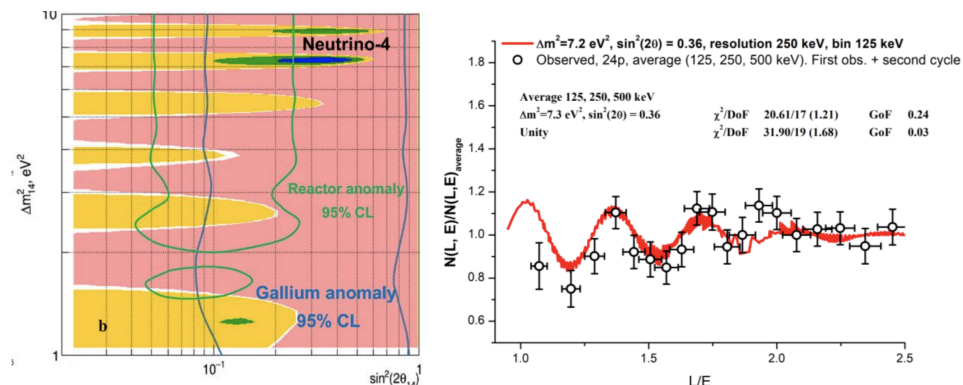 10
Neutrino-4
Δm²₁₄, eV²
Reactor anomaly
95% CL
Gallium anomaly
95% CL
b
1
10⁻¹
sin²(2θ₁₄)
1
Δm²=7.2 eV², sin²(2θ) = 0.36, resolution 250 keV, bin 125 keV
Observed, 24p, average (125, 250, 500 keV). First obs. + second cycle
Average 125, 250, 500 keV
Δm²=7.3 eV², sin²(2θ) = 0.36 χ²/DoF 20.61/17 (1.21) GoF 0.24
Unity χ²/DoF 31.90/19 (1.68) GoF 0.03
N(L, E)/N(L,E)average
1.8
1.6
1.4
1.2
1.0
0.8
0.6
1.0 1.5 2.0 2.5
L/E